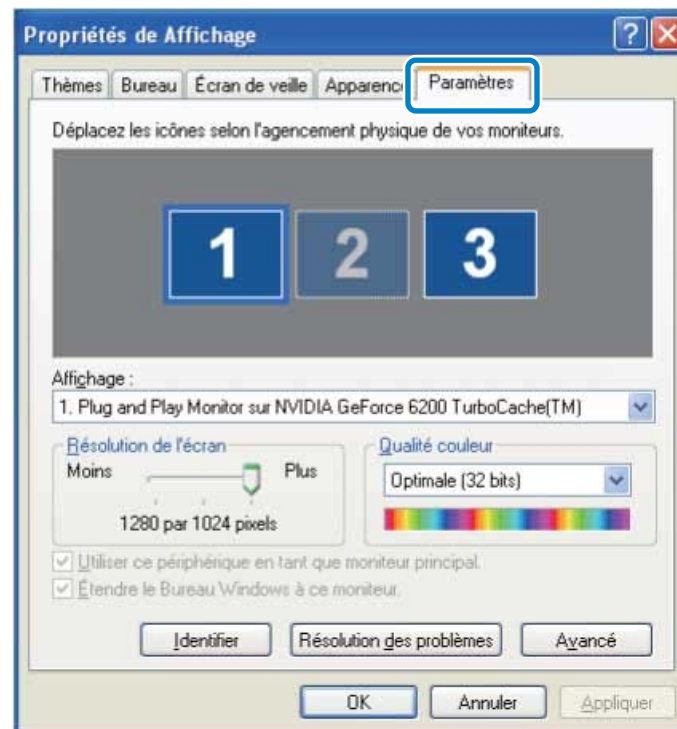 Propriétés de Affichage
Thèmes Bureau Écran de veille Apparence Paramètres
Déplacez les icônes selon l'agencement physique de vos moniteurs.
1 2 3
Affichage :
1. Plug and Play Monitor sur NVIDIA GeForce 6200 TurboCache(TM)
Résolution de l'écran Qualité couleur
Moins Plus Optimale (32 bits)
1280 par 1024 pixels
Utiliser ce périphérique en tant que moniteur principal.
Étendre le Bureau Windows à ce moniteur.
Identifier Résolution des problèmes Avancé
OK Annuler Appliquer